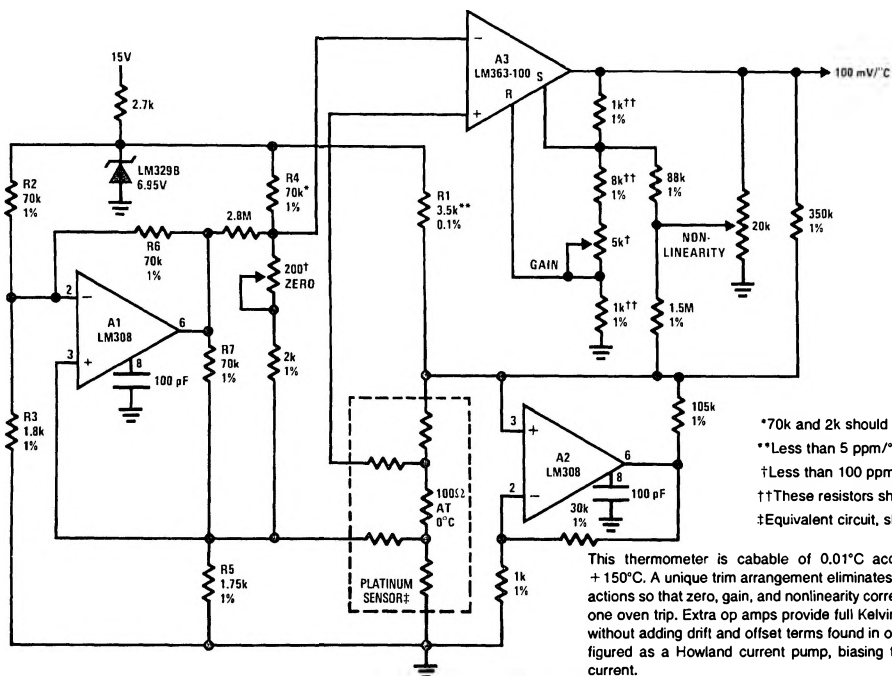 15V
2.7k
LM329B
6.95V
R2
70k
1%
R6
70k
1%
2.8M
R4
70k*
1%
200†
ZERO
2k
1%
2
3
6
8
A1
LM308
100 pF
R7
70k
1%
R3
1.8k
1%
R5
1.75k
1%
A3
LM363-100
R
S
−
+
100 mV/°C
R1
3.5k**
0.1%
1k††
1%
8k††
1%
5k†
GAIN
1k††
1%
88k
1%
NON-
LINEARITY
20k
350k
1%
1.5M
1%
105k
1%
3
2
6
8
A2
LM308
100 pF
30k
1%
1k
1%
100Ω
AT
0°C
PLATINUM
SENSOR‡
*70k and 2k should
**Less than 5 ppm/°
†Less than 100 ppm
††These resistors sh
‡Equivalent circuit, s
This thermometer is cabable of 0.01°C acc
+ 150°C. A unique trim arrangement eliminates
actions so that zero, gain, and nonlinearity corre
one oven trip. Extra op amps provide full Kelvin
without adding drift and offset terms found in o
figured as a Howland current pump, biasing t
current.